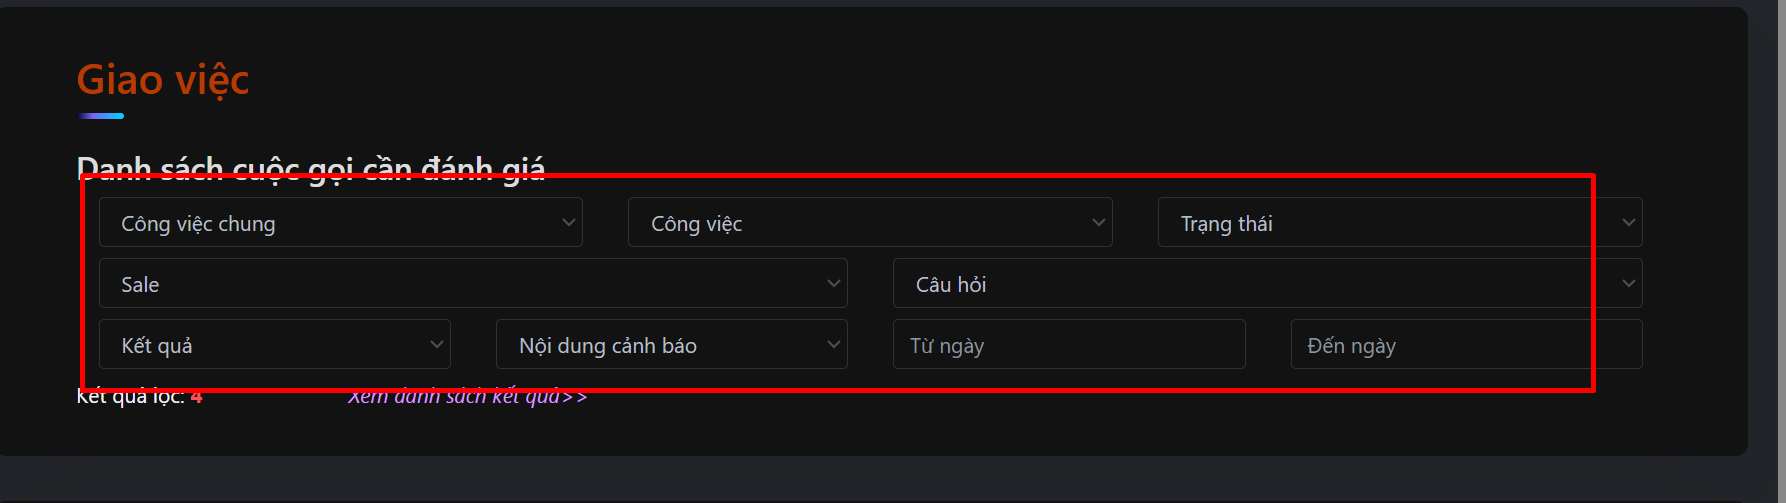 Giao việc
Danh sách cuộc gọi cần đánh giá
Công việc chung Công việc Trạng thái
Sale Câu hỏi
Kết quả Nội dung cảnh báo Từ ngày Đến ngày
Kết quả lọc: 4 Xem danh sách kết quả>>